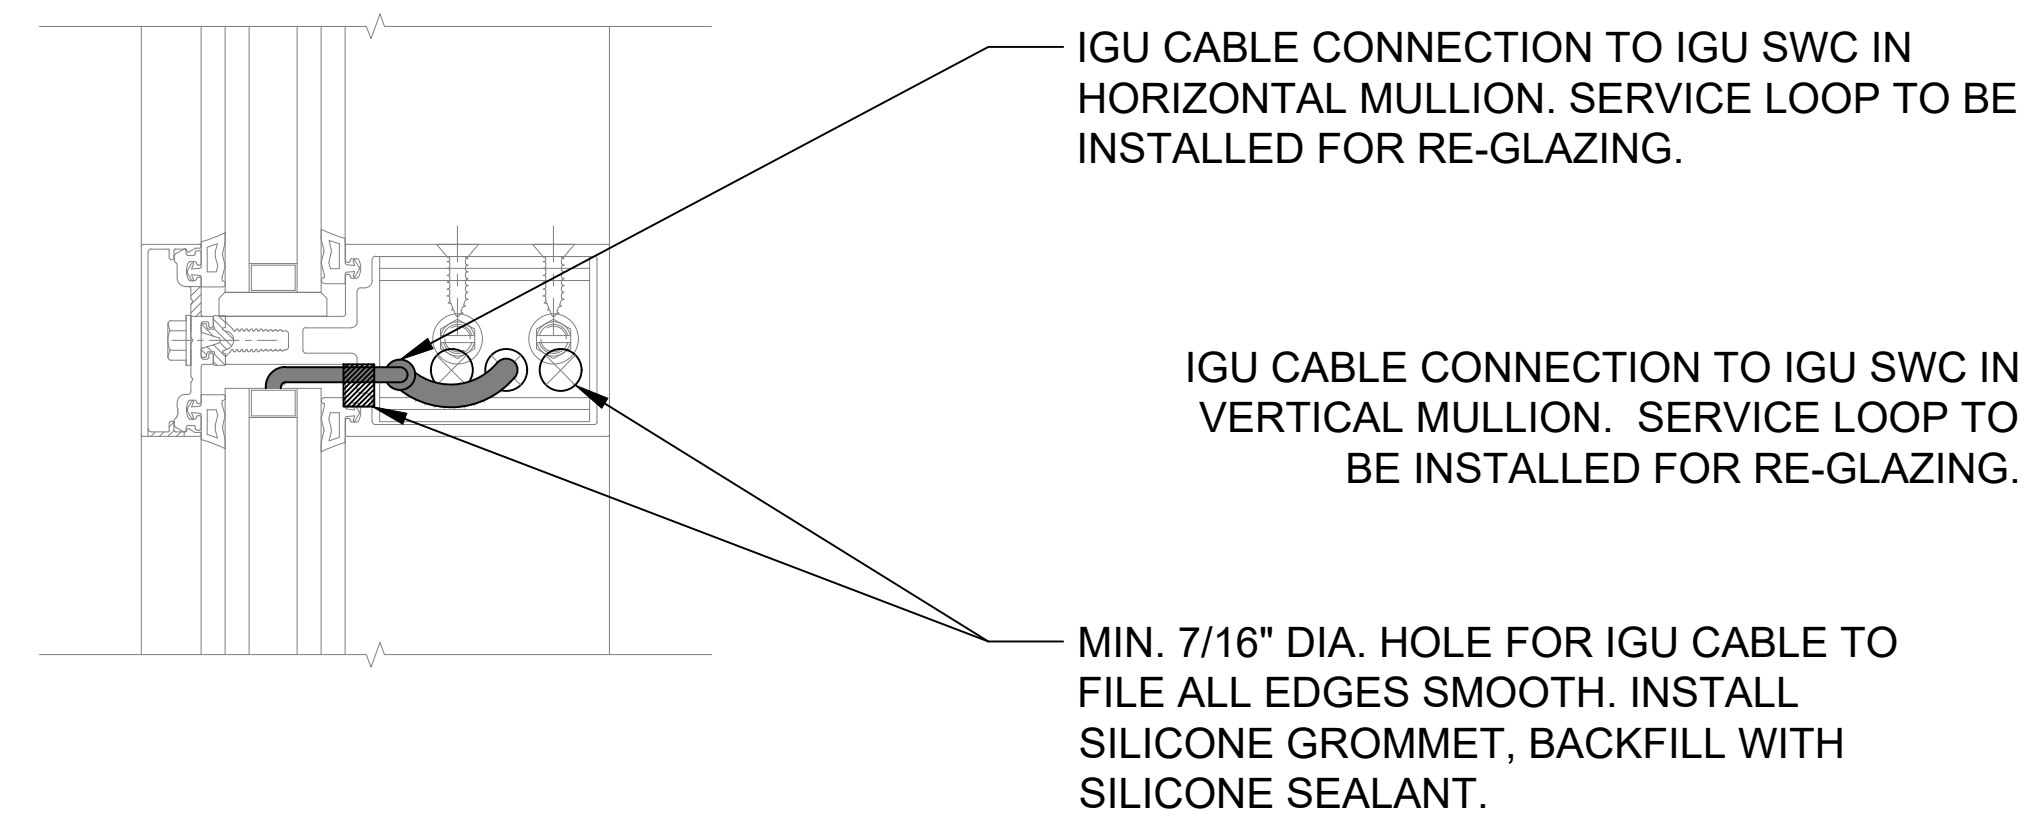 IGU CABLE CONNECTION TO IGU SWC IN
HORIZONTAL MULLION. SERVICE LOOP TO BE
INSTALLED FOR RE-GLAZING.
IGU CABLE CONNECTION TO IGU SWC IN
VERTICAL MULLION.  SERVICE LOOP TO
BE INSTALLED FOR RE-GLAZING.
MIN. 7/16" DIA. HOLE FOR IGU CABLE TO
FILE ALL EDGES SMOOTH. INSTALL
SILICONE GROMMET, BACKFILL WITH
SILICONE SEALANT.